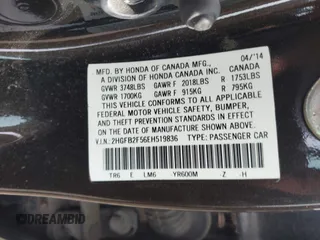 MFD. BY HONDA OF CANADA MFG., 04/'14
A DIVISION OF HONDA CANADA INC. CANADA
GVWR 3748LBS GAWR F 2018LBS R 1753LBS
GVWR 1700KG GAWR F 915KG R 795KG
THIS VEHICLE CONFORMS TO ALL APPLICABLE
FEDERAL MOTOR VEHICLE SAFETY, BUMPER,
AND THEFT PREVENTION STANDARDS IN EFFECT
ON THE DATE OF MANUFACTURE SHOWN ABOVE.
V.I.N.: 2HGFB2F56EH519836 TYPE: PASSENGER CAR
TR6 E LM6 YR600M Z -H
DREAMBID